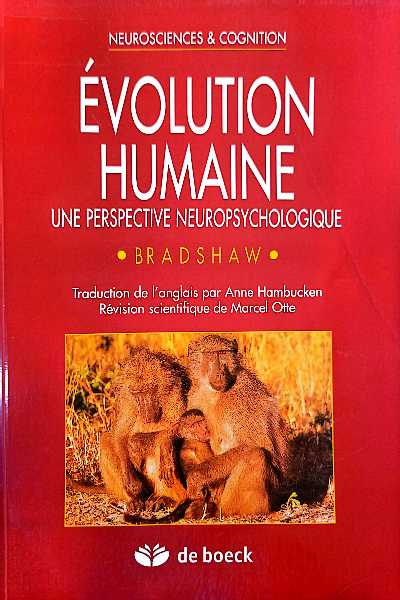 NEUROSCIENCES & COGNITION
ÉVOLUTION
HUMAINE
UNE PERSPECTIVE NEUROPSYCHOLOGIQUE
• BRADSHAW •
Traduction de l'anglais par Anne Hambucken
Révision scientifique de Marcel Otte
de boeck